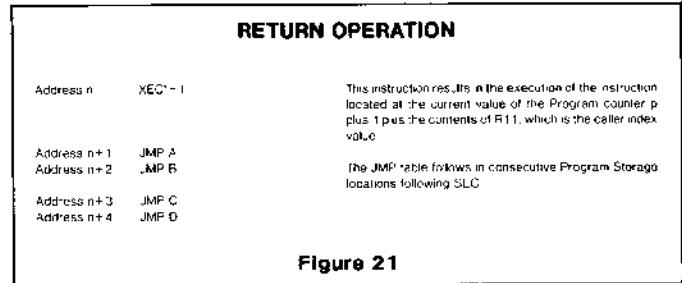 RETURN OPERATION
Address n
This instruction results in the execution of the instruction
located at the current value of the Program counter p
plus 1 plus the contents of R11, which is the caller index
value
Address n+1 JMP A
Address n+2 JMP B
The JMP table follows in consecutive Program Storage
locations following
Address n+3 JMP C
Address n+4 JMP D
Figure 21